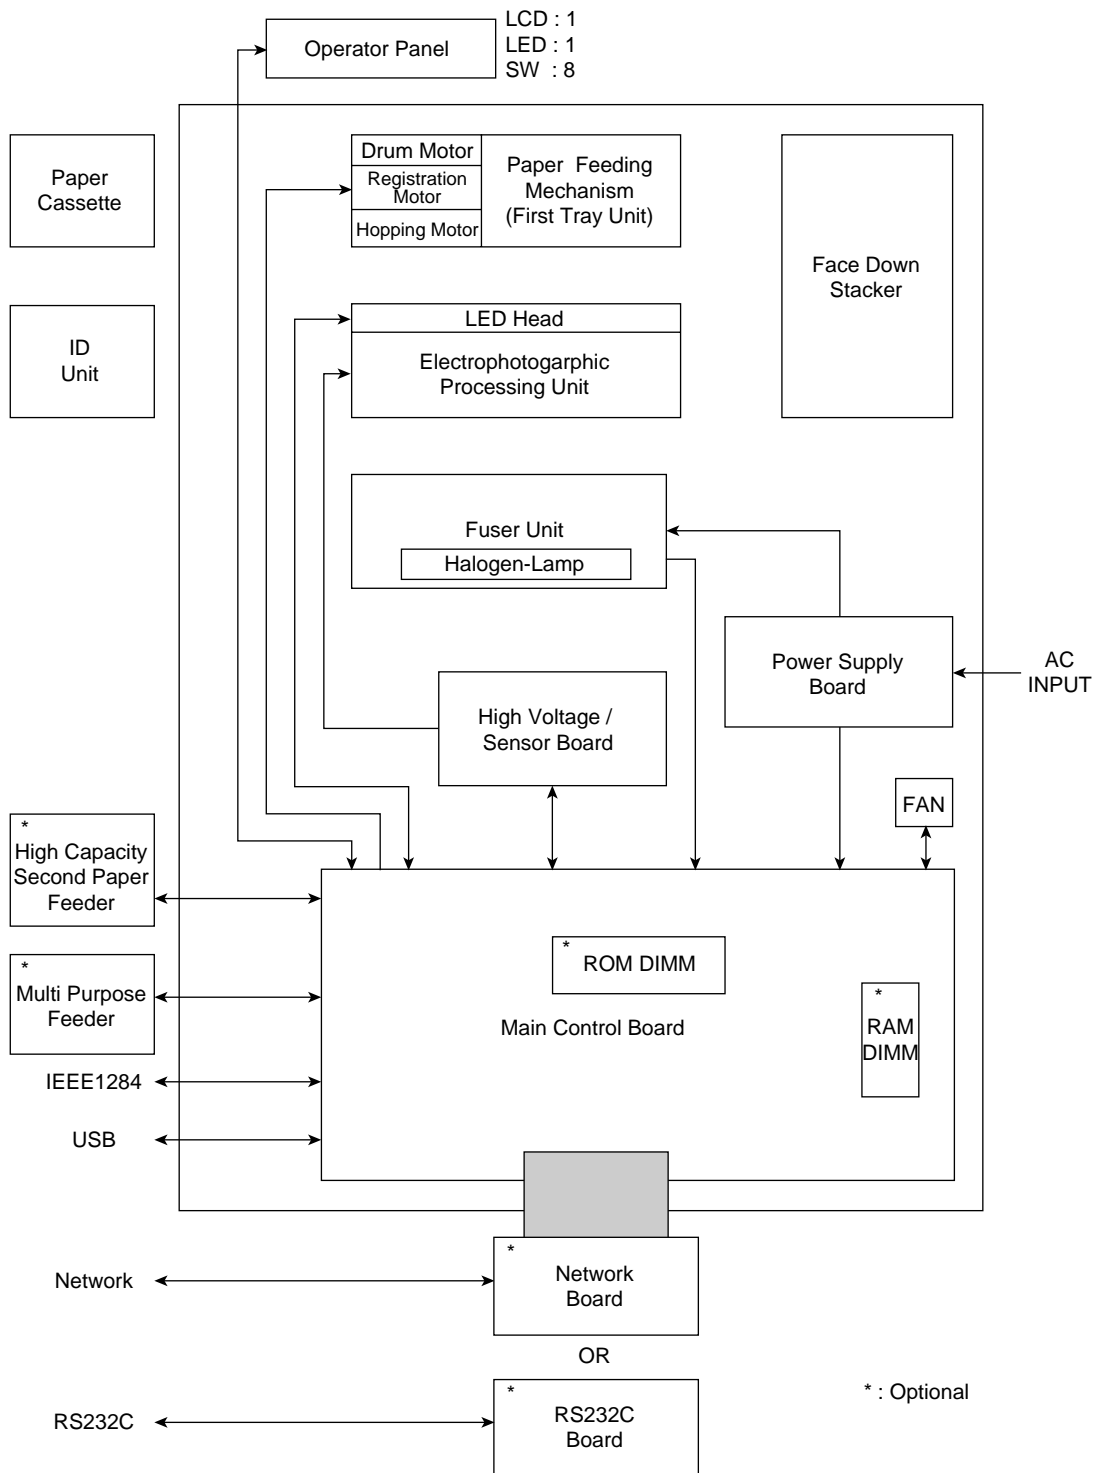 LCD : 1
LED : 1
SW : 8
Operator Panel
Paper
Cassette
Drum Motor
Registration
Motor
Hopping Motor
Paper Feeding
Mechanism
(First Tray Unit)
Face Down
Stacker
ID
Unit
LED Head
Electrophotogarphic
Processing Unit
Fuser Unit
Halogen-Lamp
Power Supply
Board
AC
INPUT
High Voltage /
Sensor Board
FAN
*
High Capacity
Second Paper
Feeder
*
ROM DIMM
*
Multi Purpose
Feeder
Main Control Board
*
RAM
DIMM
IEEE1284
USB
*
Network
Board
Network
OR
* : Optional
*
RS232C
Board
RS232C